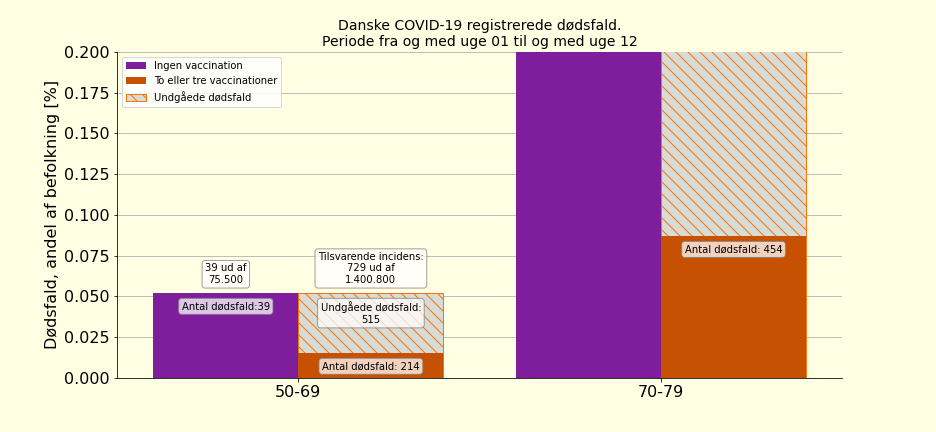 Danske COVID-19 registrerede dødsfald.
Periode fra og med uge 01 til og med uge 12
Dødsfald, andel af befolkning [%]
0.200
0.175
0.150
0.125
0.100
0.075
0.050
0.025
0.000
Ingen vaccination
To eller tre vaccinationer
Undgåede dødsfald
39 ud af
75.500
Antal dødsfald:39
Tilsvarende incidens:
729 ud af
1.400.800
Undgåede dødsfald:
515
Antal dødsfald: 214
Antal dødsfald: 454
50-69
70-79